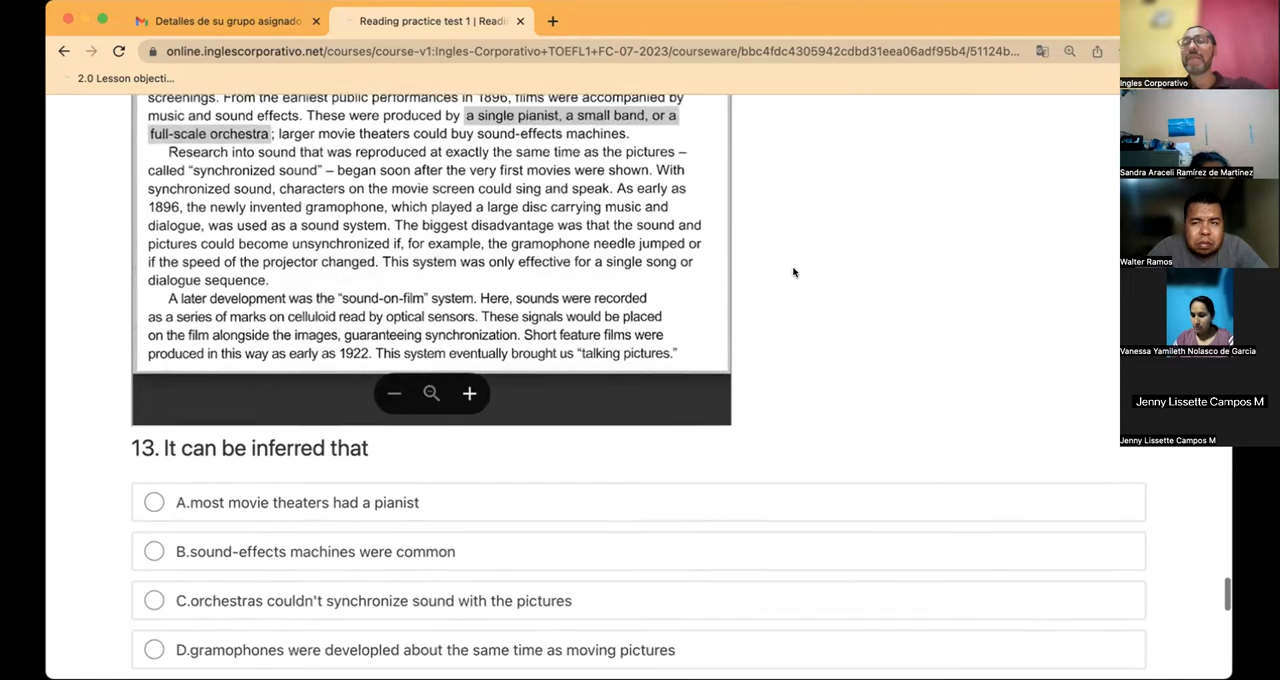 Detalles de su grupo asignado
Reading practice test 1 | Readi
online.inglescorporativo.net/courses/course-v1:Ingles-Corporativo+TOEFL1+FC-07-2023/courseware/bbc4fdc4305942cdbd31eea06adf95b4/51124b...
2.0 Lesson objecti...
screenings. From the earliest public performances in 1896, films were accompanied by
music and sound effects. These were produced by a single pianist, a small band, or a
full-scale orchestra; larger movie theaters could buy sound-effects machines.
Research into sound that was reproduced at exactly the same time as the pictures –
called “synchronized sound” – began soon after the very first movies were shown. With
synchronized sound, characters on the movie screen could sing and speak. As early as
1896, the newly invented gramophone, which played a large disc carrying music and
dialogue, was used as a sound system. The biggest disadvantage was that the sound and
pictures could become unsynchronized if, for example, the gramophone needle jumped or
if the speed of the projector changed. This system was only effective for a single song or
dialogue sequence.
A later development was the “sound-on-film” system. Here, sounds were recorded
as a series of marks on celluloid read by optical sensors. These signals would be placed
on the film alongside the images, guaranteeing synchronization. Short feature films were
produced in this way as early as 1922. This system eventually brought us “talking pictures.”
13. It can be inferred that
A.most movie theaters had a pianist
B.sound-effects machines were common
C.orchestras couldn't synchronize sound with the pictures
D.gramophones were developled about the same time as moving pictures
Ingles Corporativo
Sandra Araceli Ramírez de Martínez
Walter Ramos
Vanessa Yamileth Nolasco de Garcia
Jenny Lissette Campos M
Jenny Lissette Campos M